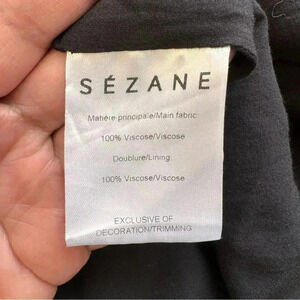 SÉZANE
Matière principale/Main fabric
100% Viscose/Viscose
Doublure/Lining
100% Viscose/Viscose
EXCLUSIVE OF
DECORATION/TRIMMING